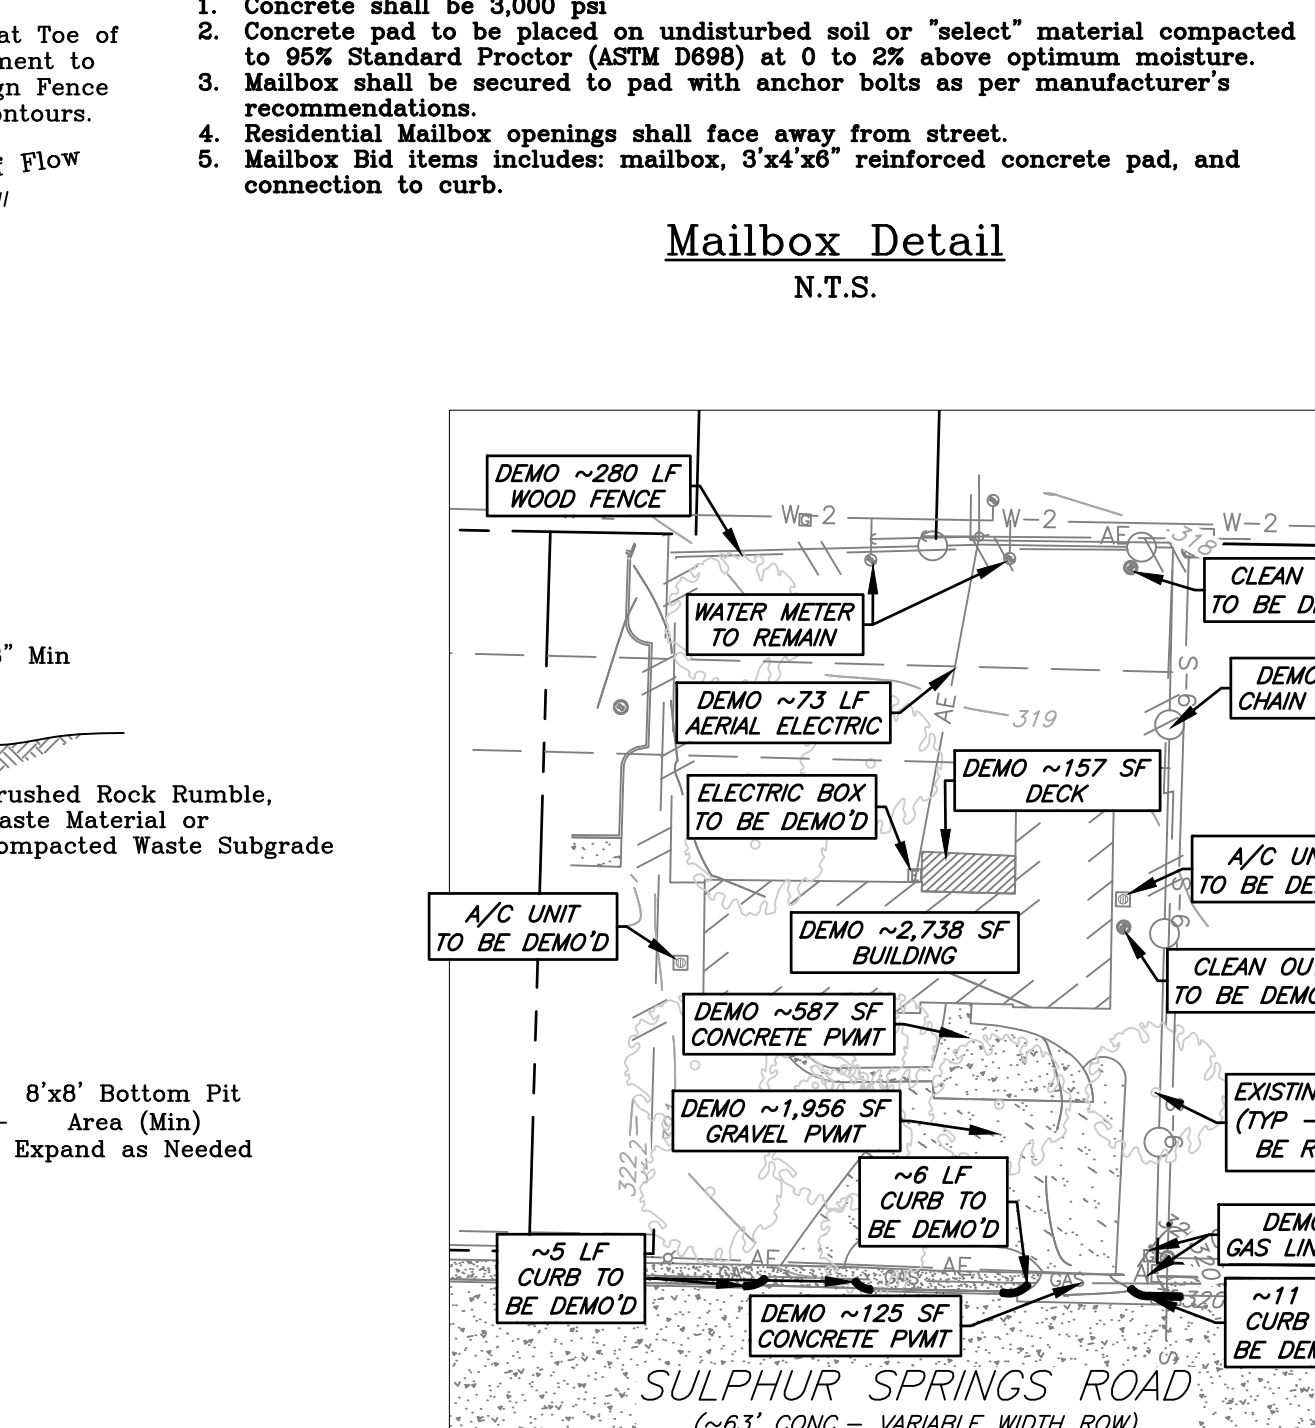 1. Concrete shall be 3,000 psi
2. Concrete pad to be placed on undisturbed soil or "select" material compacted
to 95% Standard Proctor (ASTM D698) at 0 to 2% above optimum moisture.
3. Mailbox shall be secured to pad with anchor bolts as per manufacturer's
recommendations.
4. Residential Mailbox openings shall face away from street.
5. Mailbox Bid items includes: mailbox, 3'x4'x6" reinforced concrete pad, and
connection to curb.
Mailbox Detail
N.T.S.
at Toe of
ment to
gn Fence
ontours.
Flow
" Min
rushed Rock Rumble,
aste Material or
ompacted Waste Subgrade
8'x8' Bottom Pit
Area (Min)
Expand as Needed
DEMO ~280 LF
WOOD FENCE
W-2
W-2
W-2
AE
318
CLEAN
TO BE
WATER METER
TO REMAIN
S-6
DEMO
CHAIN
DEMO ~73 LF
AERIAL ELECTRIC
AE
319
DEMO ~157 SF
DECK
ELECTRIC BOX
TO BE DEMO'D
A/C
TO BE
S-6
A/C UNIT
TO BE DEMO'D
DEMO ~2,738 SF
BUILDING
CLEAN
TO BE
DEMO ~587 SF
CONCRETE PVMT
DEMO ~1,956 SF
GRAVEL PVMT
(TYP -
BE
~6 LF
CURB TO
BE DEMO'D
322
DEMO
GAS
~5 LF
CURB TO
BE DEMO'D
AE
AE
GAS
GAS
GAS
320
~11
CURB
BE
DEMO ~125 SF
CONCRETE PVMT
S
SULPHUR SPRINGS ROAD
(~63' CONC - VARIABLE WIDTH ROW)